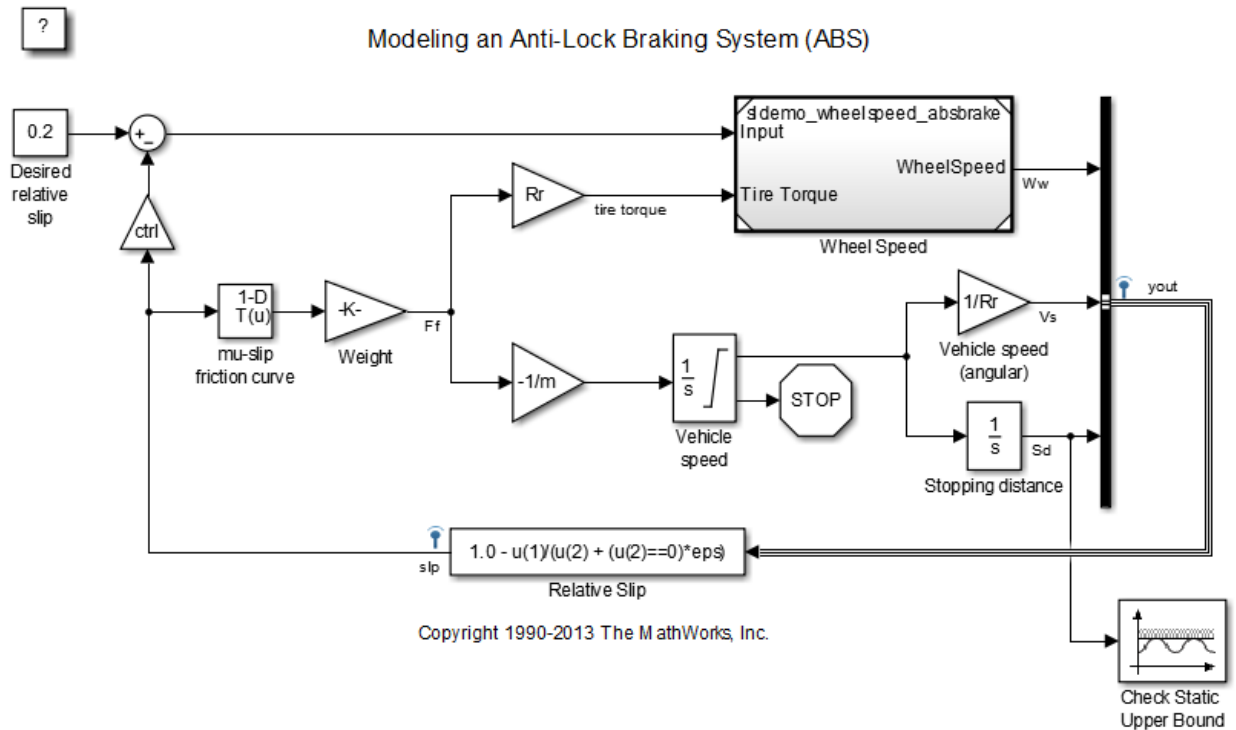 ?
Modeling an Anti-Lock Braking System (ABS)
0.2
Desired
relative
slip
+
−
ctrl
sldemo_wheelspeed_absbrake
Input
WheelSpeed
Tire Torque
Wheel Speed
Ww
Rr
tire torque
1-D
T(u)
mu-slip
friction curve
-K-
Weight
Ff
-1/m
1
s
Vehicle
speed
STOP
1/Rr
Vs
Vehicle speed
(angular)
yout
1
s
Sd
Stopping distance
slp
1.0 - u(1)/(u(2) + (u(2)==0)*eps)
Relative Slip
Copyright 1990-2013 The MathWorks, Inc.
Check Static
Upper Bound